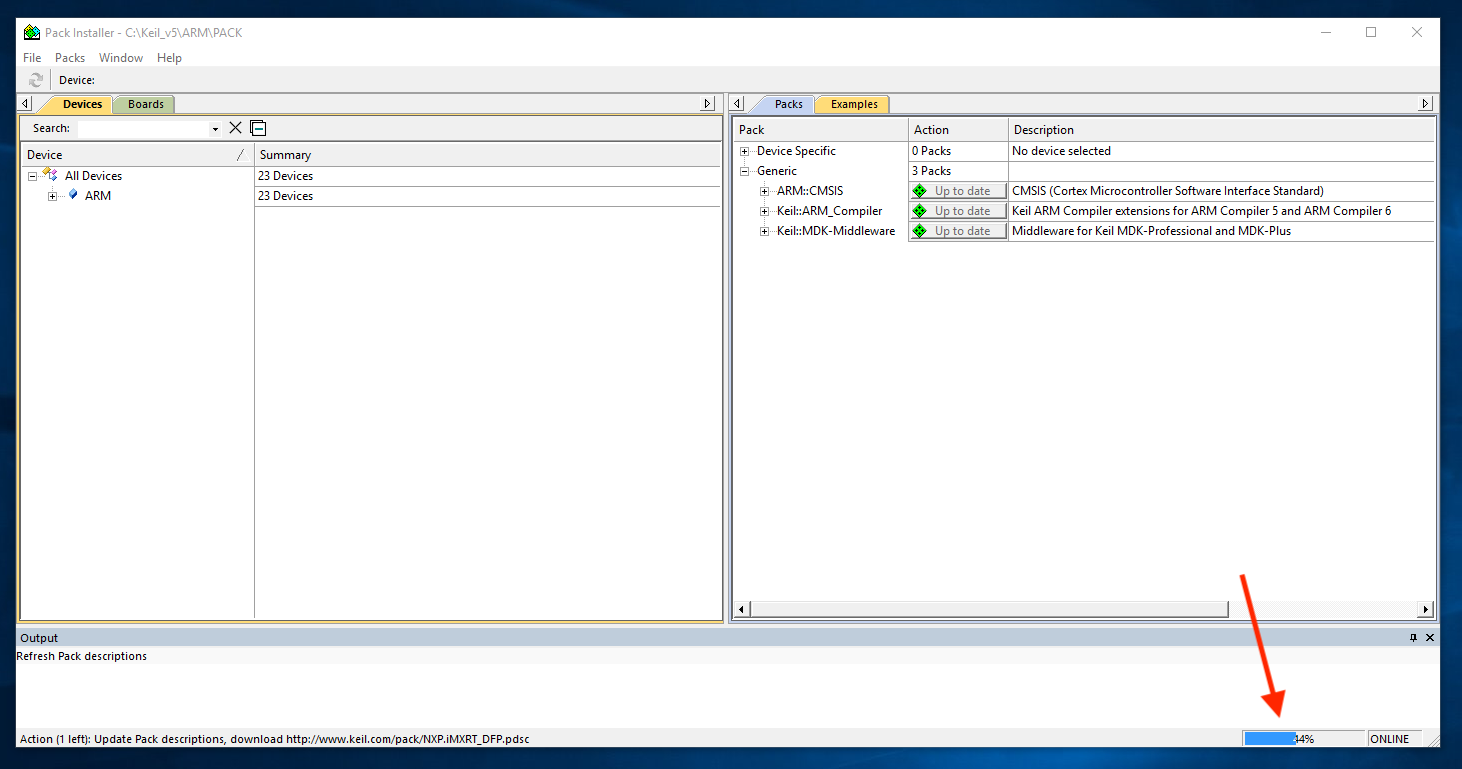 Pack Installer - C:\Keil_v5\ARM\PACK
File Packs Window Help
Device:
Devices Boards
Search:
Device / Summary
All Devices 23 Devices
ARM 23 Devices
Packs Examples
Pack Action Description
Device Specific 0 Packs No device selected
Generic 3 Packs
ARM::CMSIS Up to date CMSIS (Cortex Microcontroller Software Interface Standard)
Keil::ARM_Compiler Up to date Keil ARM Compiler extensions for ARM Compiler 5 and ARM Compiler 6
Keil::MDK-Middleware Up to date Middleware for Keil MDK-Professional and MDK-Plus
Output
Refresh Pack descriptions
Action (1 left): Update Pack descriptions, download http://www.keil.com/pack/NXP.iMXRT_DFP.pdsc 44% ONLINE